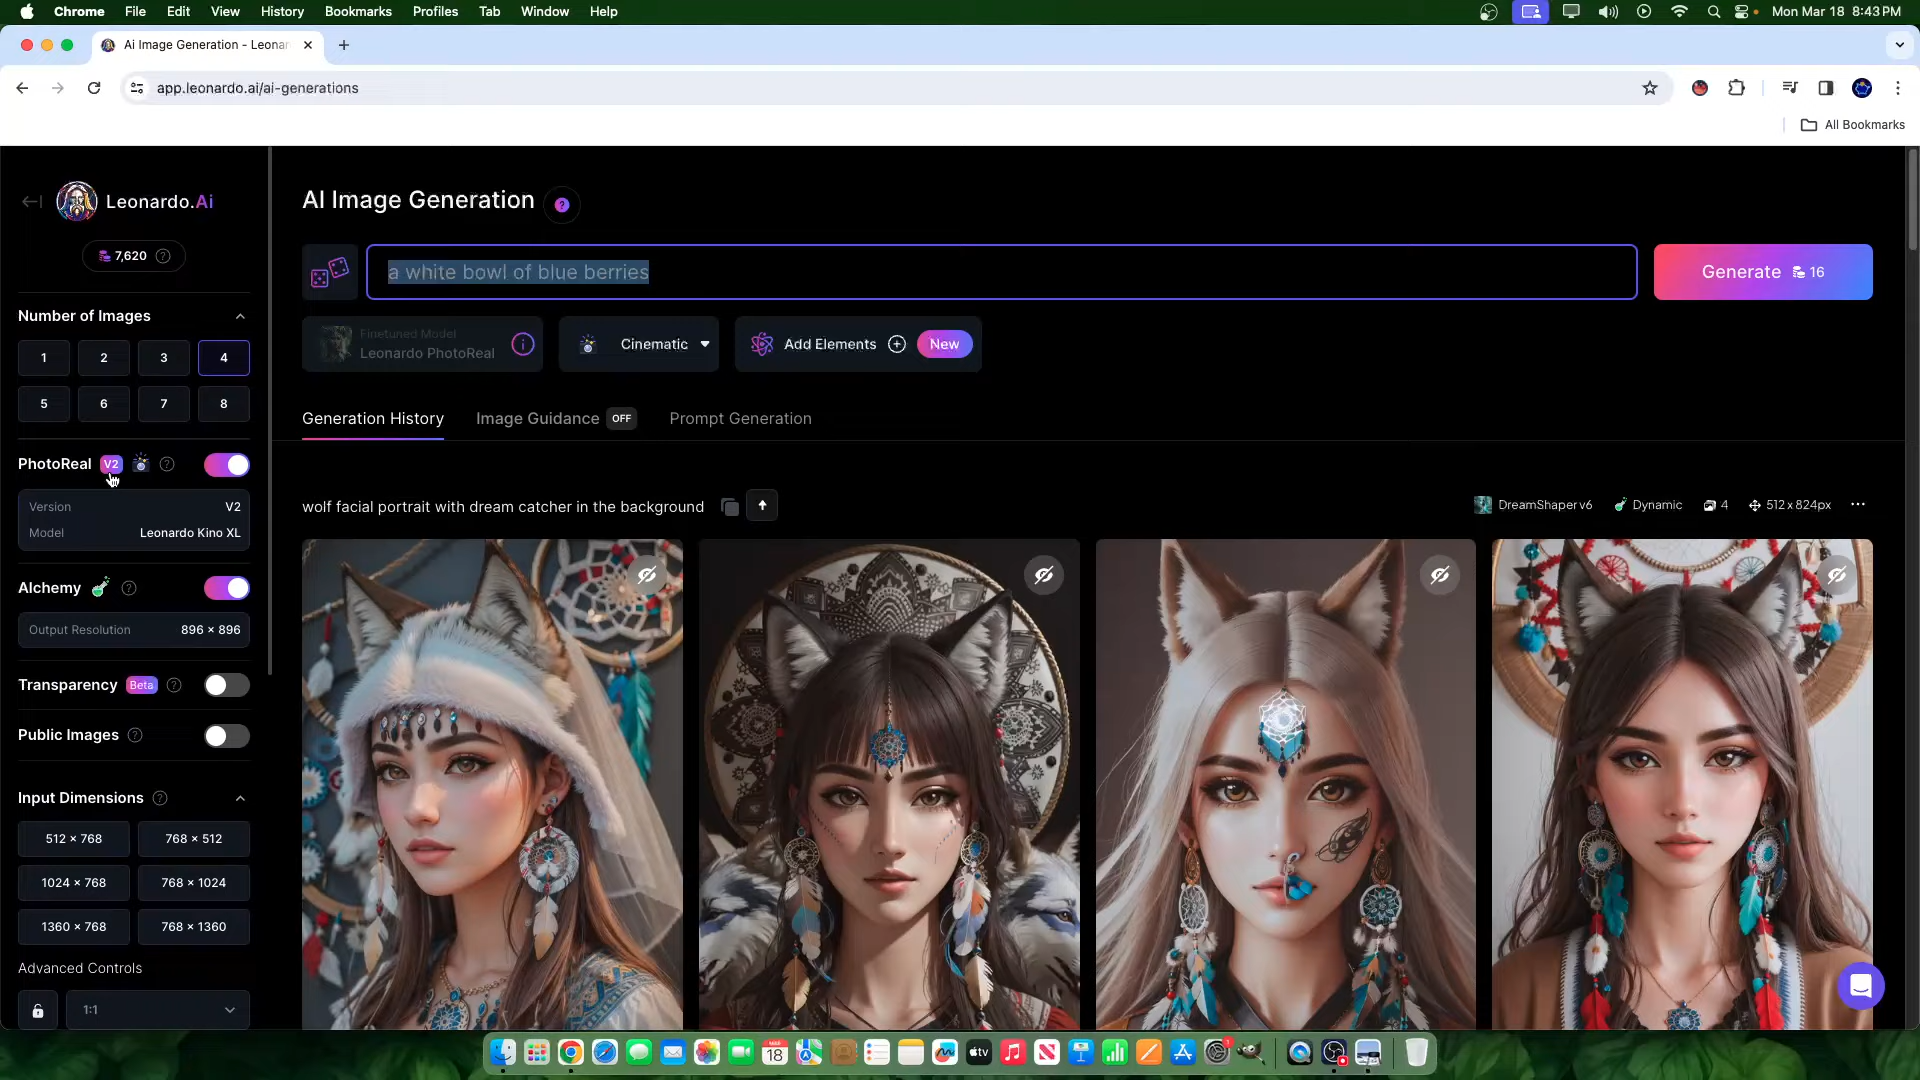 Chrome File Edit View History Bookmarks Profiles Tab Window Help Mon Mar 18 8:43 PM
Ai Image Generation - Leonar
app.leonardo.ai/ai-generations
All Bookmarks
Leonardo.Ai
7,620 ?
Number of Images
1 2 3 4
5 6 7 8
PhotoReal V2 ?
Version V2
Model Leonardo Kino XL
Alchemy ?
Output Resolution 896 × 896
Transparency Beta ?
Public Images ?
Input Dimensions ?
512 × 768 768 × 512
1024 × 768 768 × 1024
1360 × 768 768 × 1360
Advanced Controls
1:1
AI Image Generation ?
a white bowl of blue berries
Generate 16
Finetuned Model
Leonardo PhotoReal
Cinematic
Add Elements New
Generation History Image Guidance OFF Prompt Generation
wolf facial portrait with dream catcher in the background
DreamShaper v6 Dynamic 4 512 x 824px
MAR
18
tv
1